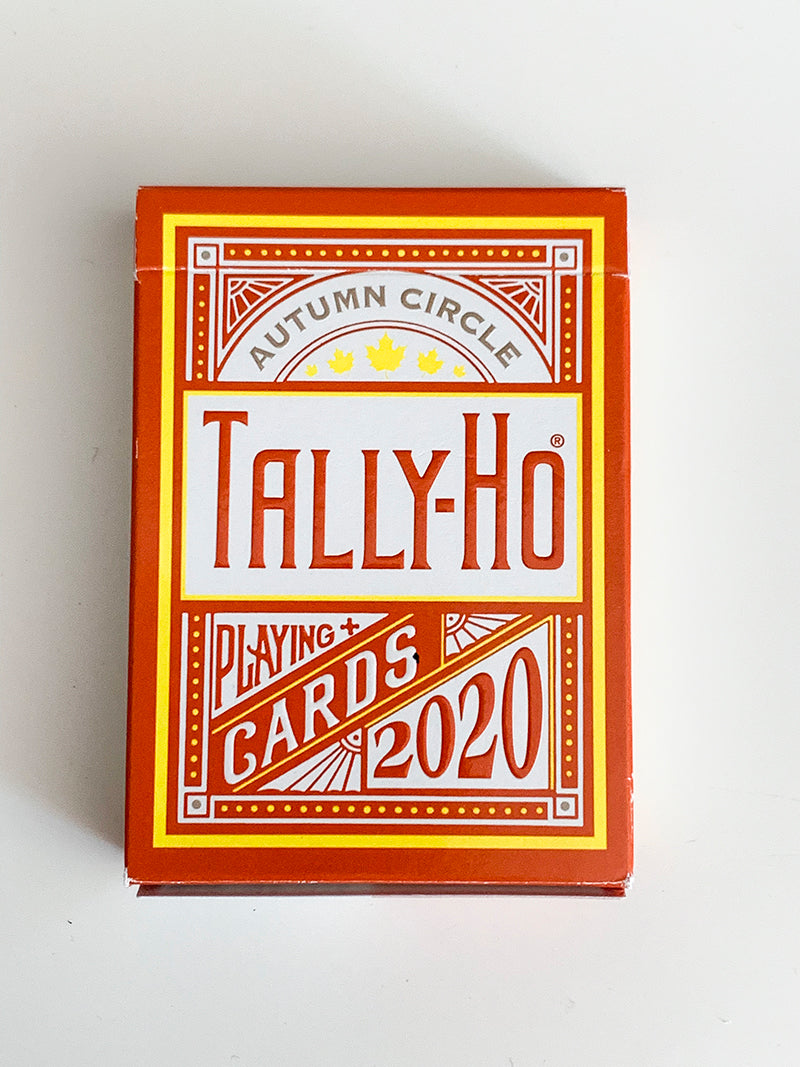 AUTUMN CIRCLE
TALLY-HO®
PLAYING
CARDS
2020